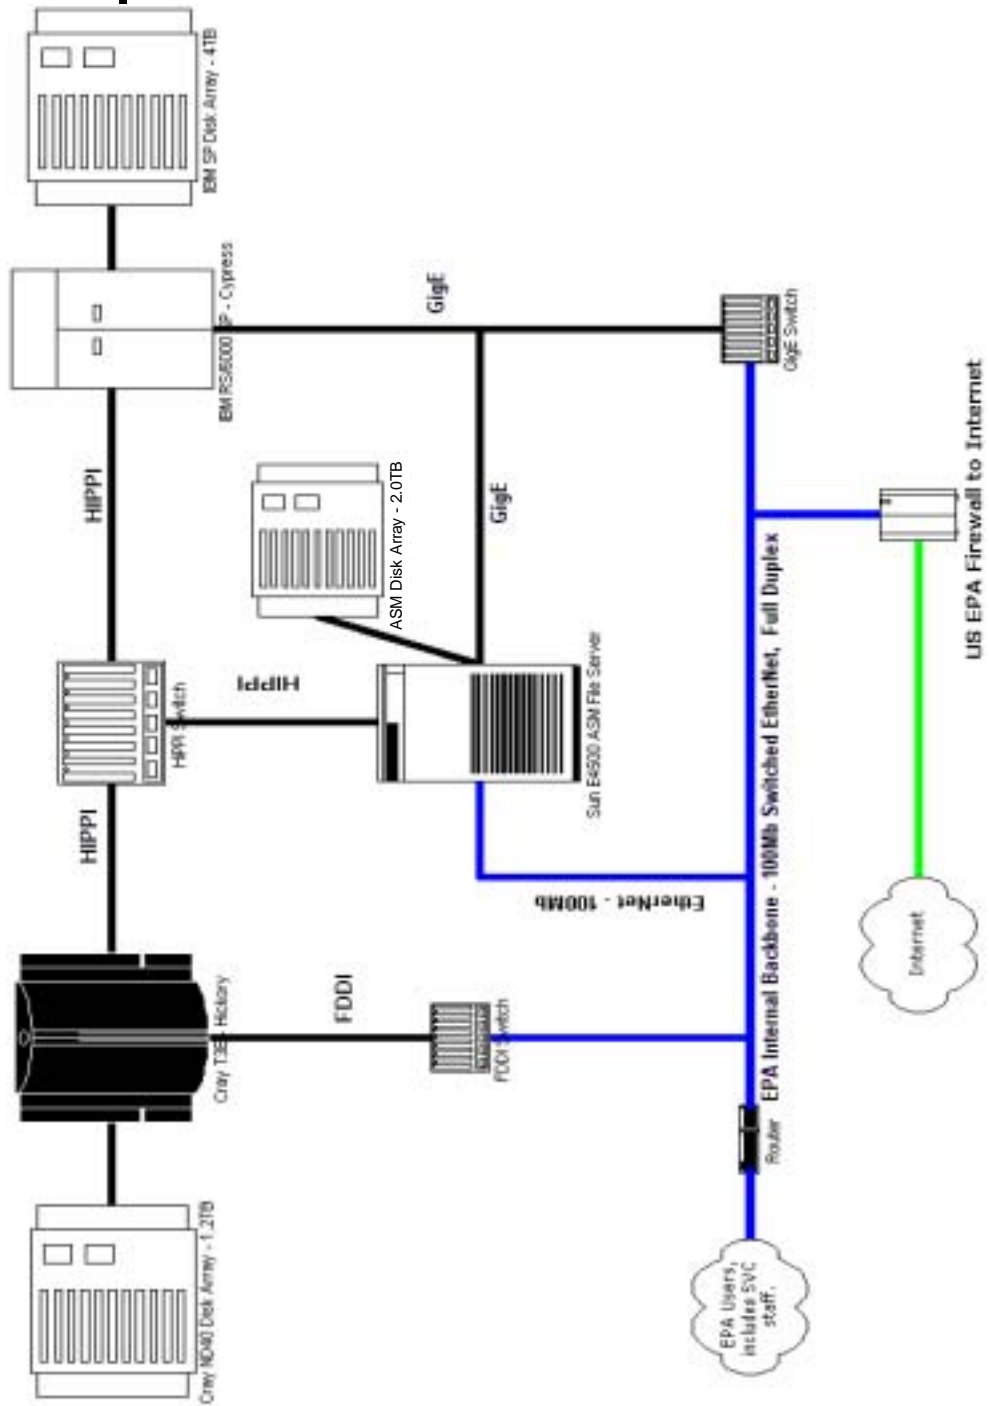 Cray ND40 Disk Array - 1.2TB
Cray T3E - Hickory
HIPPI
HIPPI Switch
HIPPI
IBM RS/6000 SP - Cypress
IBM SP Disk Array - 4TB
FDDI
FDDI Switch
HIPPI
ASM Disk Array - 2.0TB
Sun E4500 ASM File Server
GigE
GigE
GigE Switch
EtherNet - 100Mb
EPA Internal Backbone - 100Mb Switched EtherNet, Full Duplex
Router
EPA Users,
includes SVC
staff.
Internet
US EPA Firewall to Internet